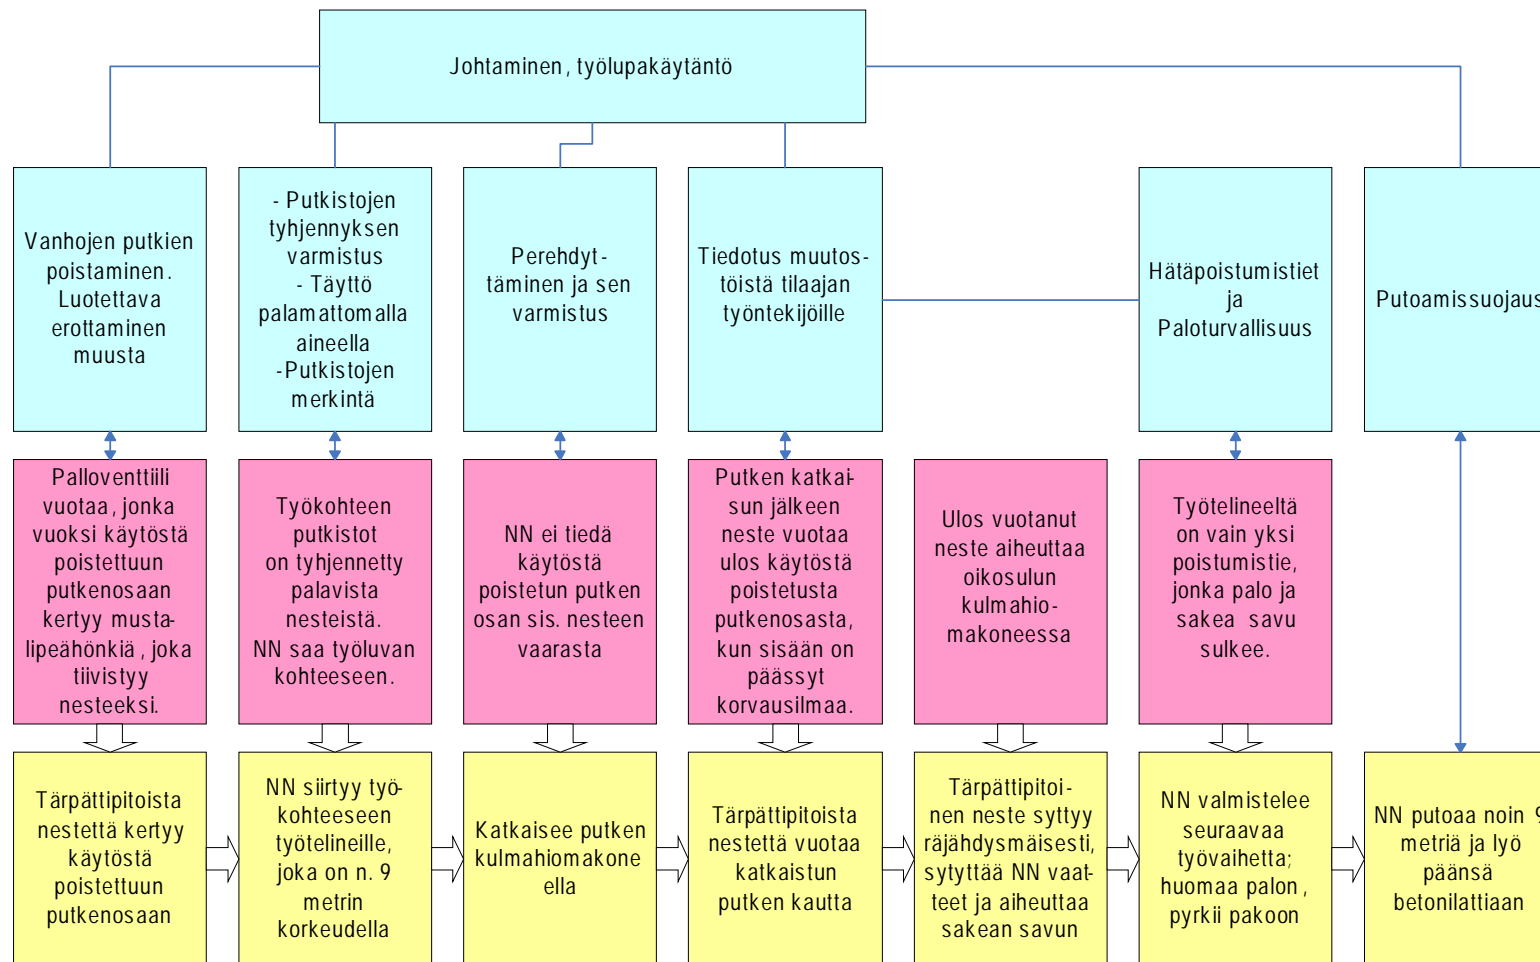 Johtaminen, työlupakäytäntö
Vanhojen putkien
poistaminen.
Luotettava
erottaminen
muusta
- Putkistojen
tyhjennyksen
varmistus
- Täyttö
palamattomalla
aineella
-Putkistojen
merkintä
Perehdyt-
täminen ja sen
varmistus
Tiedotus muutos-
töistä tilaajan
työntekijöille
Hätäpoistumistiet
ja
Paloturvallisuus
Putoamissuojaus
Palloventtiili
vuotaa, jonka
vuoksi käytöstä
poistettuun
putkenosaan
kertyy musta-
lipeähönkiä, joka
tiivistyy
nesteeksi.
Työkohteen
putkistot
on tyhjennetty
palavista
nesteistä.
NN saa työluvan
kohteeseen.
NN ei tiedä
käytöstä
poistetun putken
osan sis. nesteen
vaarasta
Putken katkai-
sun jälkeen
neste vuotaa
ulos käytöstä
poistetusta
putkenosasta,
kun sisään on
päässyt
korvausilmaa.
Ulos vuotanut
neste aiheuttaa
oikosulun
kulmahio-
makoneessa
Työtelineeltä
on vain yksi
poistumistie,
jonka palo ja
sakea savu
sulkee.
Tärpättipitoista
nestettä kertyy
käytöstä
poistettuun
putkenosaan
NN siirtyy työ-
kohteeseen
työtelineille,
joka on n. 9
metrin
korkeudella
Katkaisee putken
kulmahiomakone
ella
Tärpättipitoista
nestettä vuotaa
katkaistun
putken kautta
Tärpättipitoi-
nen neste syttyy
räjähdysmäisesti,
sytyttää NN vaat-
teet ja aiheuttaa
sakean savun
NN valmistelee
seuraavaa
työvaihetta;
huomaa palon,
pyrkii pakoon
NN putoaa noin 9
metriä ja lyö
päänsä
betonilattiaan